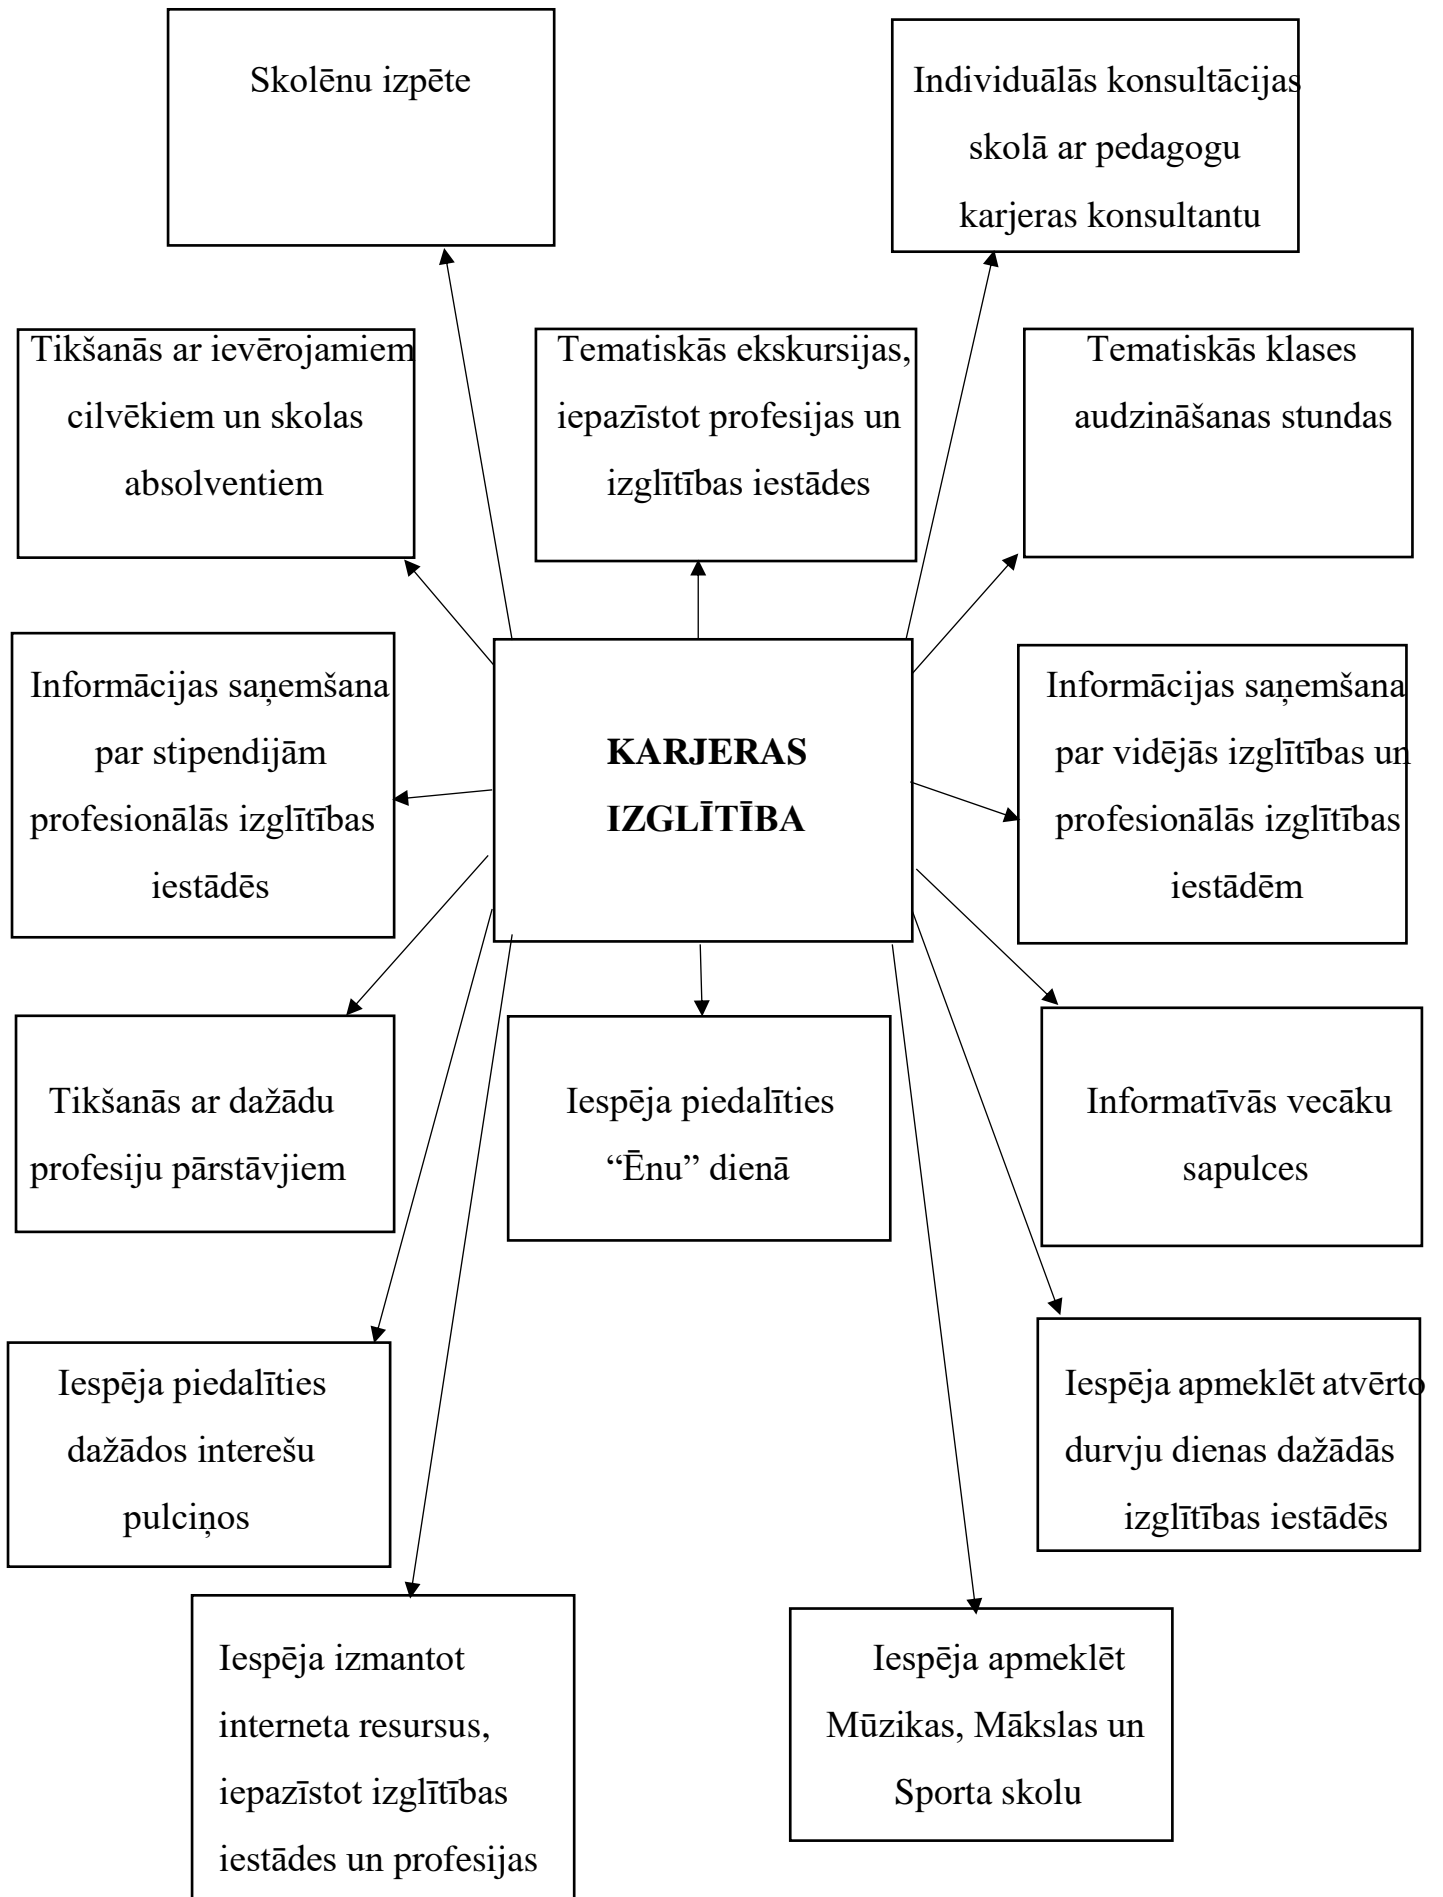 Skolēnu izpēte
Individuālās konsultācijas
skolā ar pedagogu
karjeras konsultantu
Tikšanās ar ievērojamiem
cilvēkiem un skolas
absolventiem
Tematiskās ekskursijas,
iepazīstot profesijas un
izglītības iestādes
Tematiskās klases
audzināšanas stundas
Informācijas saņemšana
par stipendijām
profesionālās izglītības
iestādēs
KARJERAS
IZGLĪTĪBA
Informācijas saņemšana
par vidējās izglītības un
profesionālās izglītības
iestādēm
Tikšanās ar dažādu
profesiju pārstāvjiem
Iespēja piedalīties
“Ēnu” dienā
Informatīvās vecāku
sapulces
Iespēja piedalīties
dažādos interešu
pulciņos
Iespēja apmeklēt atvērto
durvju dienas dažādās
izglītības iestādēs
Iespēja izmantot
interneta resursus,
iepazīstot izglītības
iestādes un profesijas
Iespēja apmeklēt
Mūzikas, Mākslas un
Sporta skolu